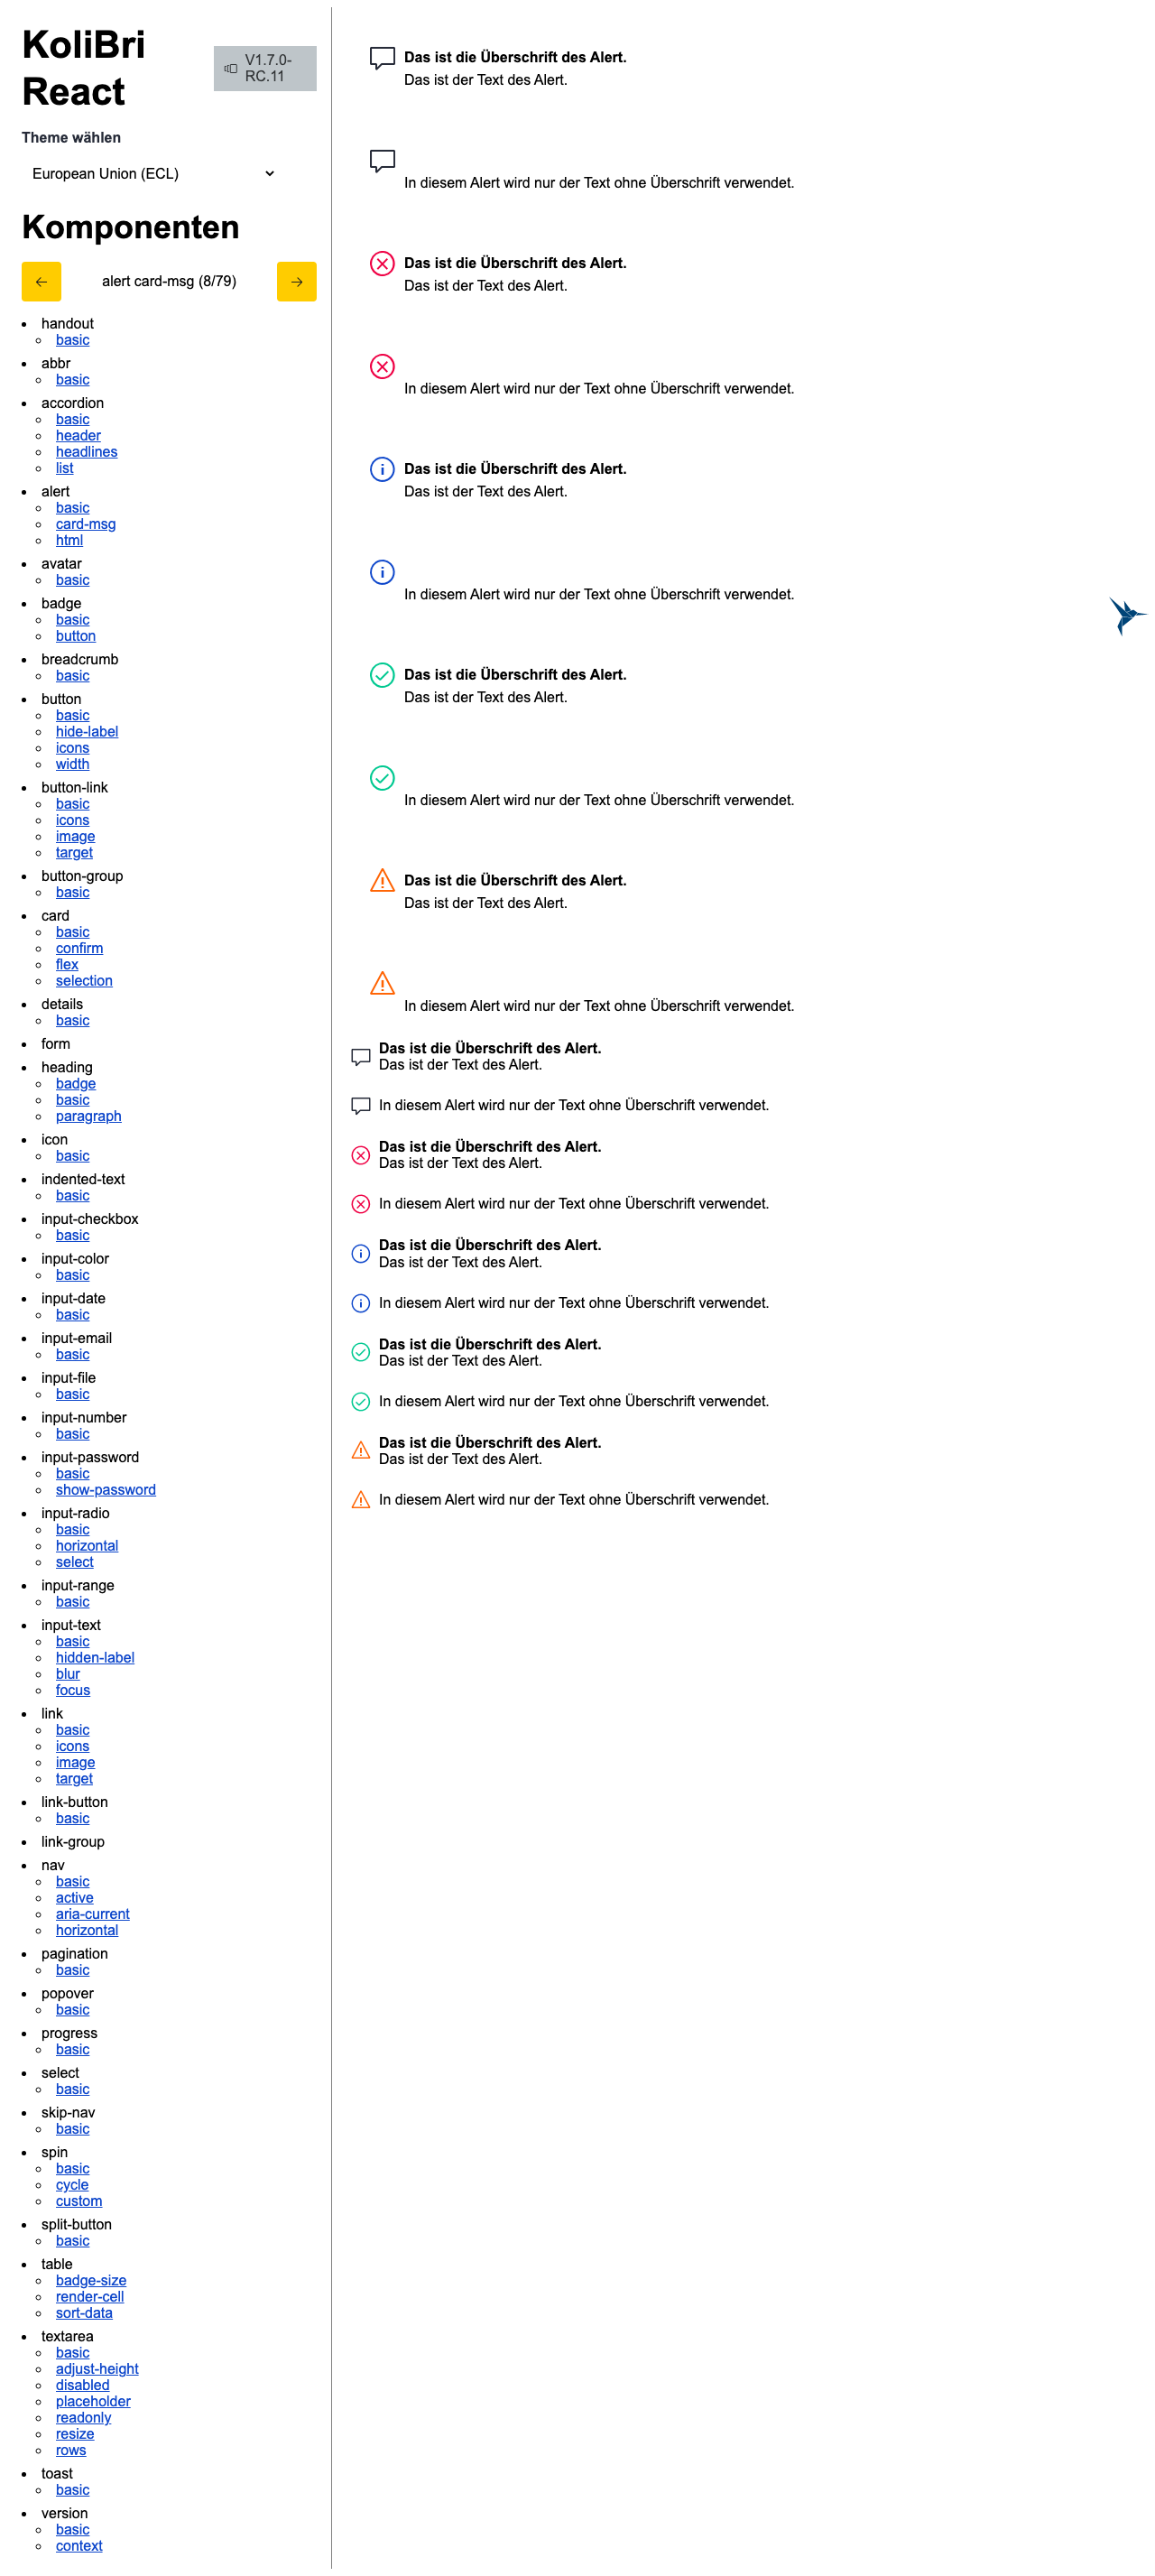 KoliBri
React
V1.7.0-
RC.11
Theme wählen
European Union (ECL)
Komponenten
alert card-msg (8/79)
handout
basic
abbr
basic
accordion
basic
header
headlines
list
alert
basic
card-msg
html
avatar
basic
badge
basic
button
breadcrumb
basic
button
basic
hide-label
icons
width
button-link
basic
icons
image
target
button-group
basic
card
basic
confirm
flex
selection
details
basic
form
heading
badge
basic
paragraph
icon
basic
indented-text
basic
input-checkbox
basic
input-color
basic
input-date
basic
input-email
basic
input-file
basic
input-number
basic
input-password
basic
show-password
input-radio
basic
horizontal
select
input-range
basic
input-text
basic
hidden-label
blur
focus
link
basic
icons
image
target
link-button
basic
link-group
nav
basic
active
aria-current
horizontal
pagination
basic
popover
basic
progress
basic
select
basic
skip-nav
basic
spin
basic
cycle
custom
split-button
basic
table
badge-size
render-cell
sort-data
textarea
basic
adjust-height
disabled
placeholder
readonly
resize
rows
toast
basic
version
basic
context
Das ist die Überschrift des Alert.
Das ist der Text des Alert.
In diesem Alert wird nur der Text ohne Überschrift verwendet.
Das ist die Überschrift des Alert.
Das ist der Text des Alert.
In diesem Alert wird nur der Text ohne Überschrift verwendet.
Das ist die Überschrift des Alert.
Das ist der Text des Alert.
In diesem Alert wird nur der Text ohne Überschrift verwendet.
Das ist die Überschrift des Alert.
Das ist der Text des Alert.
In diesem Alert wird nur der Text ohne Überschrift verwendet.
Das ist die Überschrift des Alert.
Das ist der Text des Alert.
In diesem Alert wird nur der Text ohne Überschrift verwendet.
Das ist die Überschrift des Alert.
Das ist der Text des Alert.
In diesem Alert wird nur der Text ohne Überschrift verwendet.
Das ist die Überschrift des Alert.
Das ist der Text des Alert.
In diesem Alert wird nur der Text ohne Überschrift verwendet.
Das ist die Überschrift des Alert.
Das ist der Text des Alert.
In diesem Alert wird nur der Text ohne Überschrift verwendet.
Das ist die Überschrift des Alert.
Das ist der Text des Alert.
In diesem Alert wird nur der Text ohne Überschrift verwendet.
Das ist die Überschrift des Alert.
Das ist der Text des Alert.
In diesem Alert wird nur der Text ohne Überschrift verwendet.